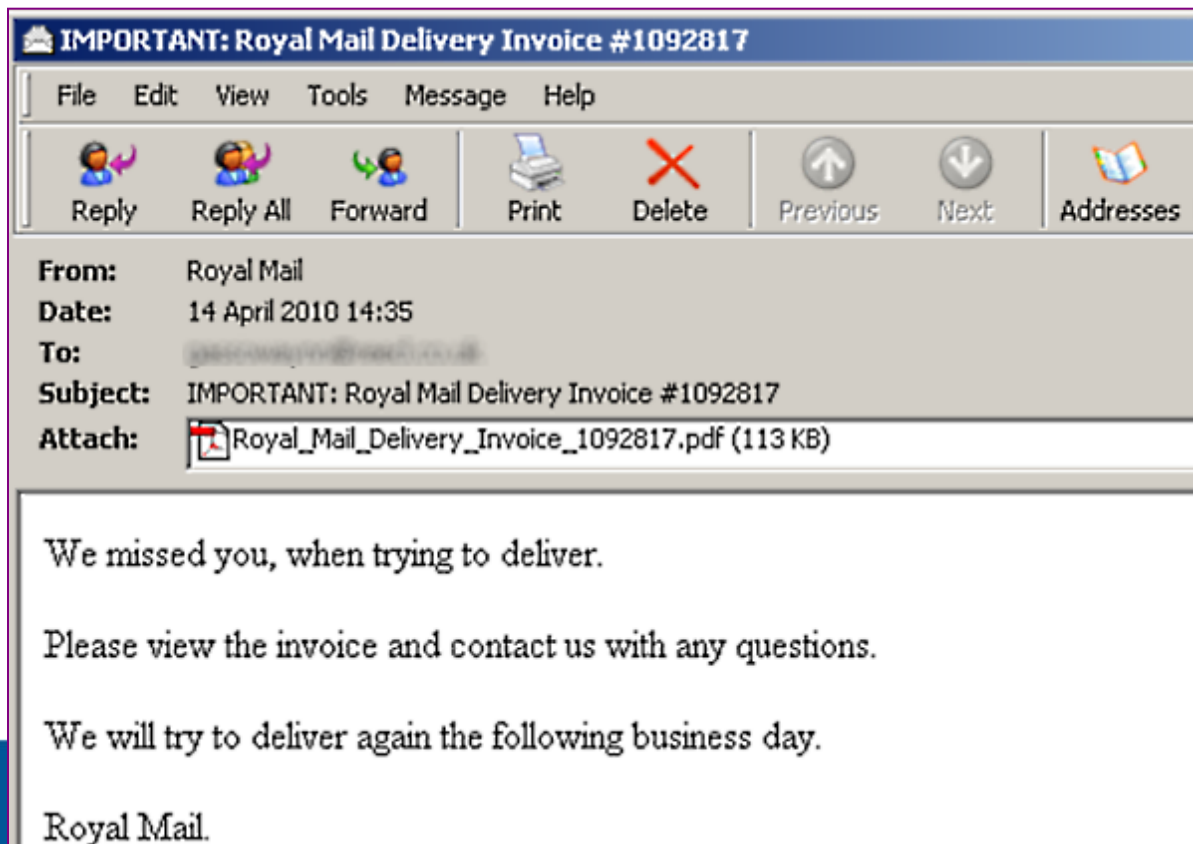 IMPORTANT: Royal Mail Delivery Invoice #1092817
File Edit View Tools Message Help
Reply Reply All Forward Print Delete Previous Next Addresses
From: Royal Mail
Date: 14 April 2010 14:35
To:
Subject: IMPORTANT: Royal Mail Delivery Invoice #1092817
Attach: Royal_Mail_Delivery_Invoice_1092817.pdf (113 KB)
We missed you, when trying to deliver.
Please view the invoice and contact us with any questions.
We will try to deliver again the following business day.
Royal Mail.